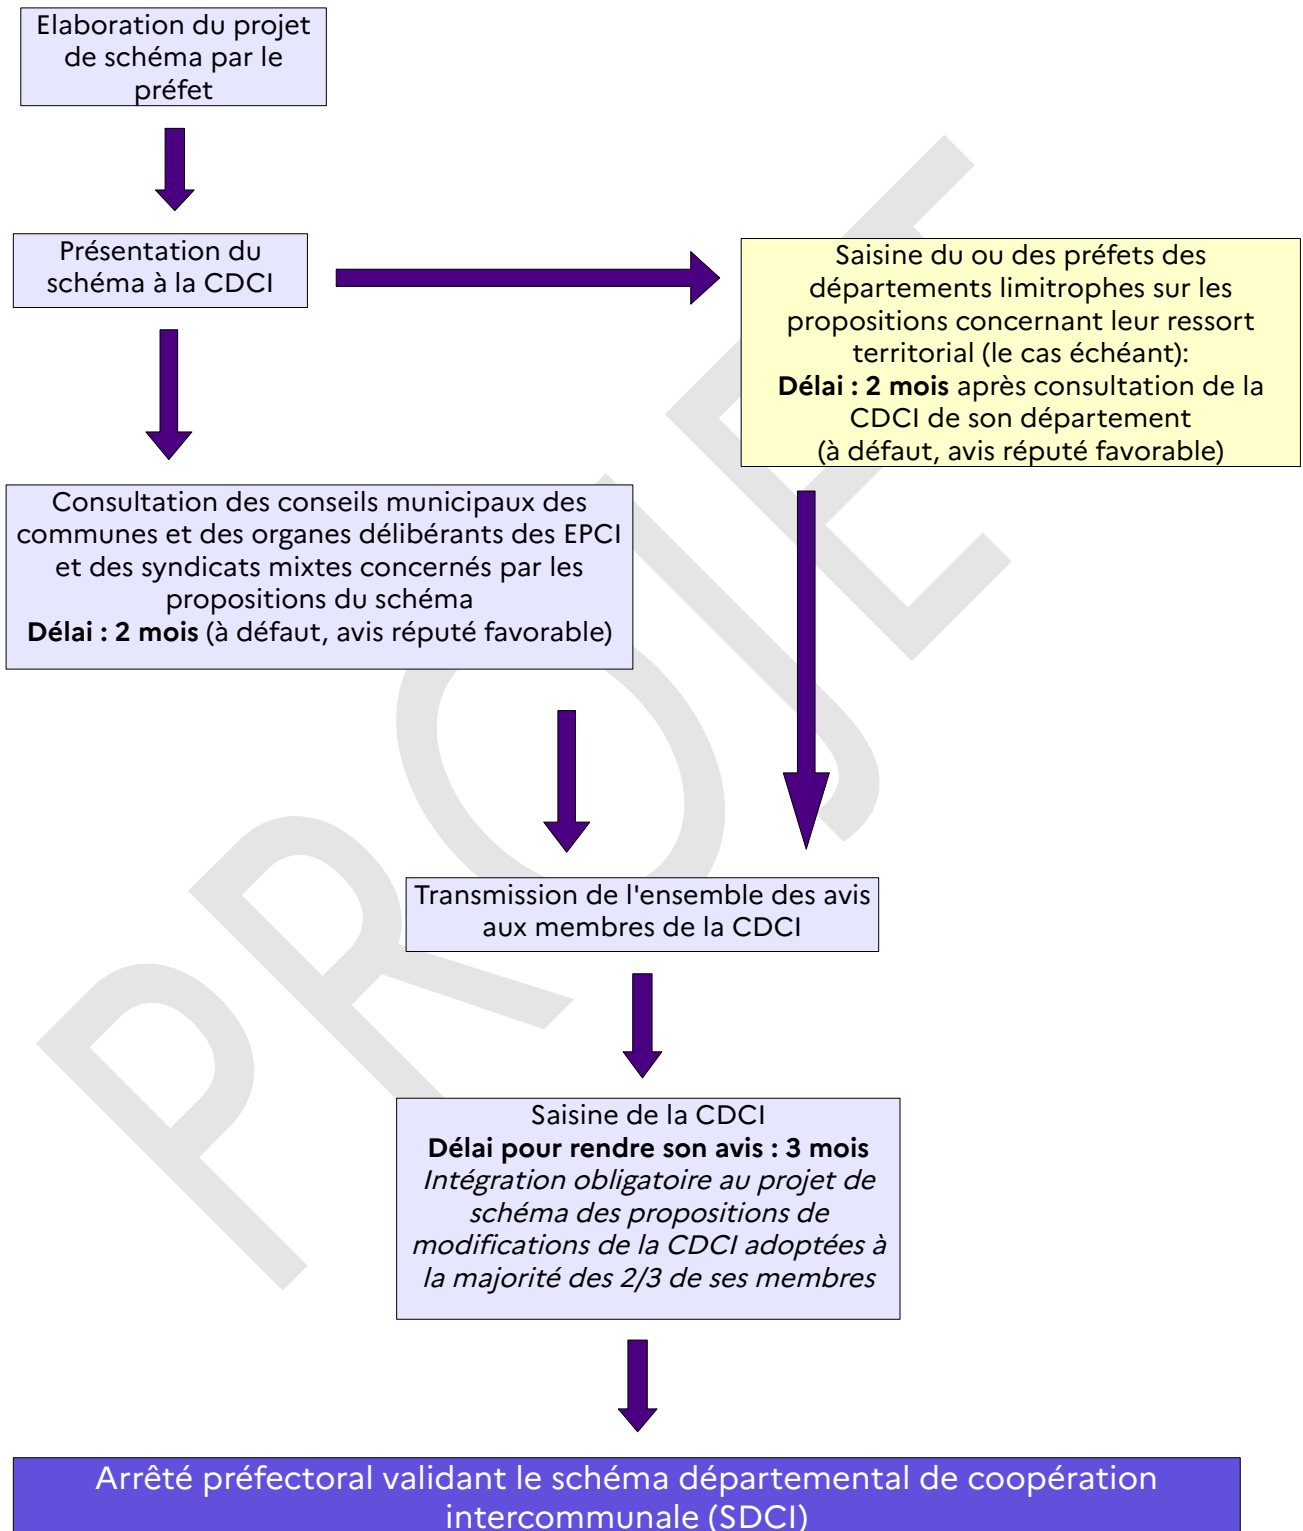 Elaboration du projet
de schéma par le
préfet
Présentation du
schéma à la CDCI
Saisine du ou des préfets des
départements limitrophes sur les
propositions concernant leur ressort
territorial (le cas échéant):
Délai : 2 mois après consultation de la
CDCI de son département
(à défaut, avis réputé favorable)
Consultation des conseils municipaux des
communes et des organes délibérants des EPCI
et des syndicats mixtes concernés par les
propositions du schéma
Délai : 2 mois (à défaut, avis réputé favorable)
Transmission de l'ensemble des avis
aux membres de la CDCI
Saisine de la CDCI
Délai pour rendre son avis : 3 mois
Intégration obligatoire au projet de
schéma des propositions de
modifications de la CDCI adoptées à
la majorité des 2/3 de ses membres
Arrêté préfectoral validant le schéma départemental de coopération
intercommunale (SDCI)
PROJE